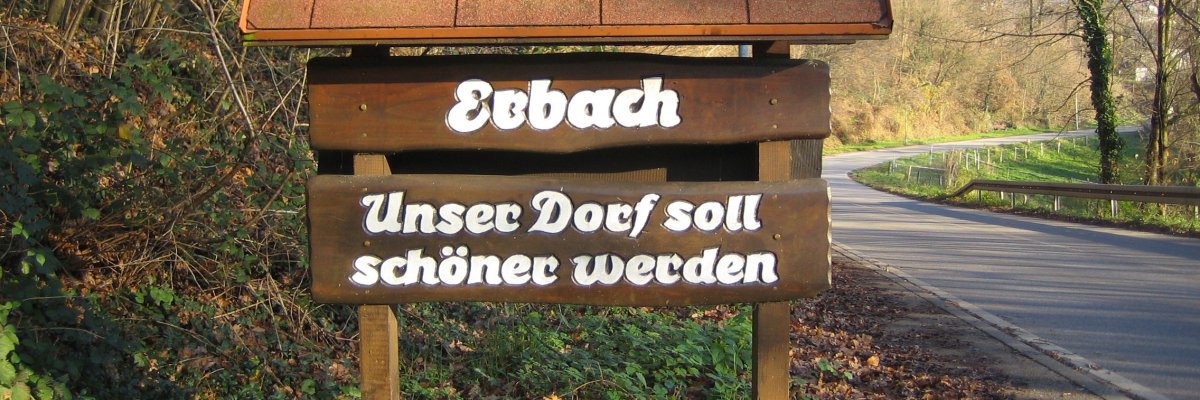 Erbach
Unser Dorf soll
schöner werden